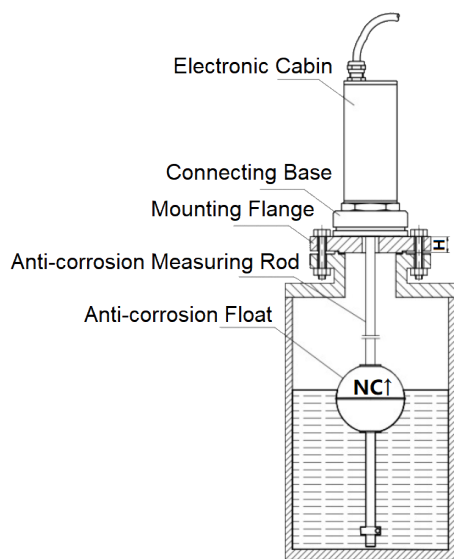 Electronic Cabin
Connecting Base
Mounting Flange
H
Anti-corrosion Measuring Rod
Anti-corrosion Float
NC↑